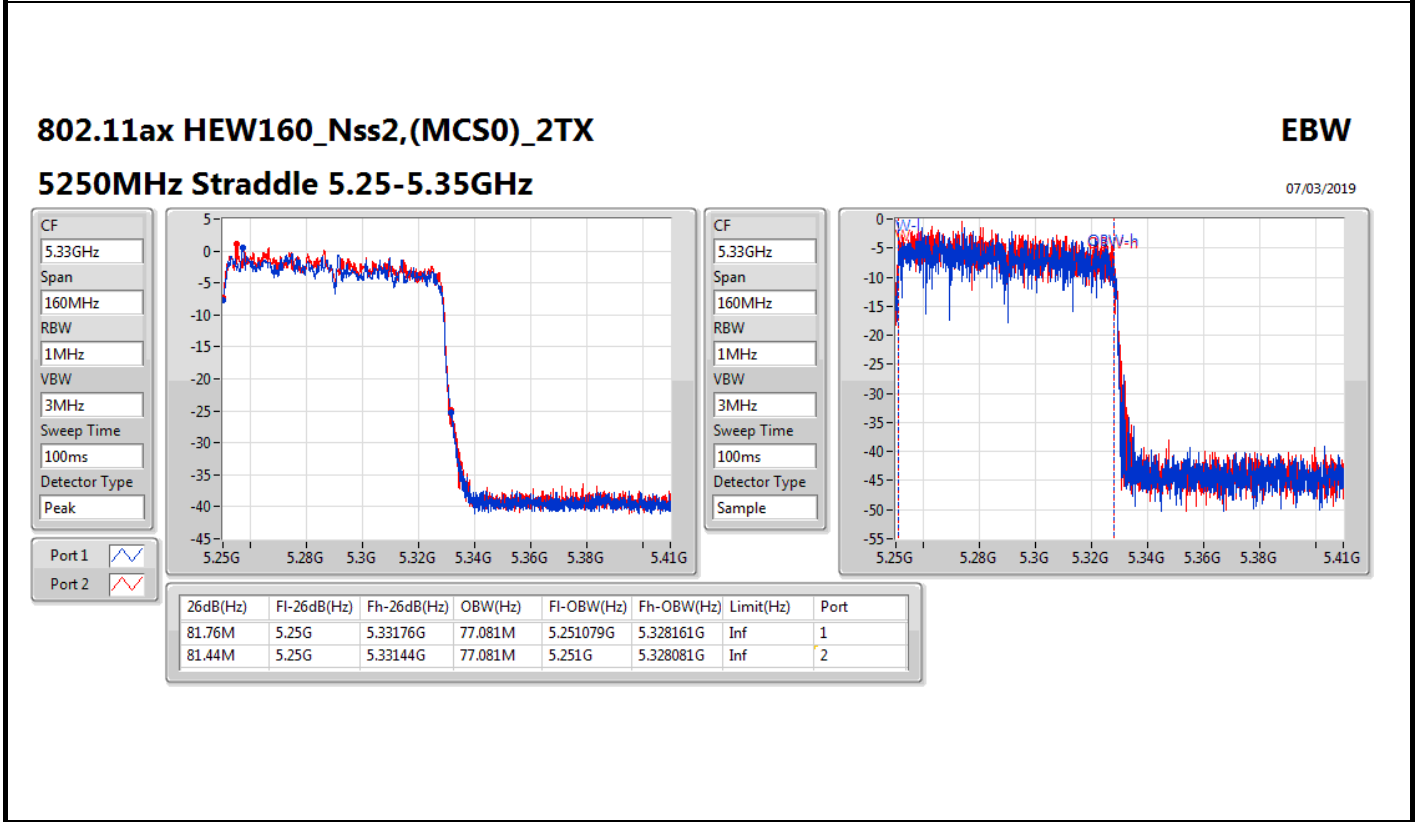 802.11ax HEW160_Nss2,(MCS0)_2TX
EBW
5250MHz Straddle 5.25-5.35GHz
07/03/2019
CF
5.33GHz
Span
160MHz
RBW
1MHz
VBW
3MHz
Sweep Time
100ms
Detector Type
Peak
Port 1
Port 2
5
0
-5
-10
-15
-20
-25
-30
-35
-40
-45
5.25G 5.28G 5.3G 5.32G 5.34G 5.36G 5.38G 5.41G
CF
5.33GHz
Span
160MHz
RBW
1MHz
VBW
3MHz
Sweep Time
100ms
Detector Type
Sample
0
-5
-10
-15
-20
-25
-30
-35
-40
-45
-50
-55
OBW-h
5.25G 5.28G 5.3G 5.32G 5.34G 5.36G 5.38G 5.41G
26dB(Hz) Fl-26dB(Hz) Fh-26dB(Hz) OBW(Hz) Fl-OBW(Hz) Fh-OBW(Hz) Limit(Hz) Port
81.76M 5.25G 5.33176G 77.081M 5.251079G 5.328161G Inf 1
81.44M 5.25G 5.33144G 77.081M 5.251G 5.328081G Inf 2